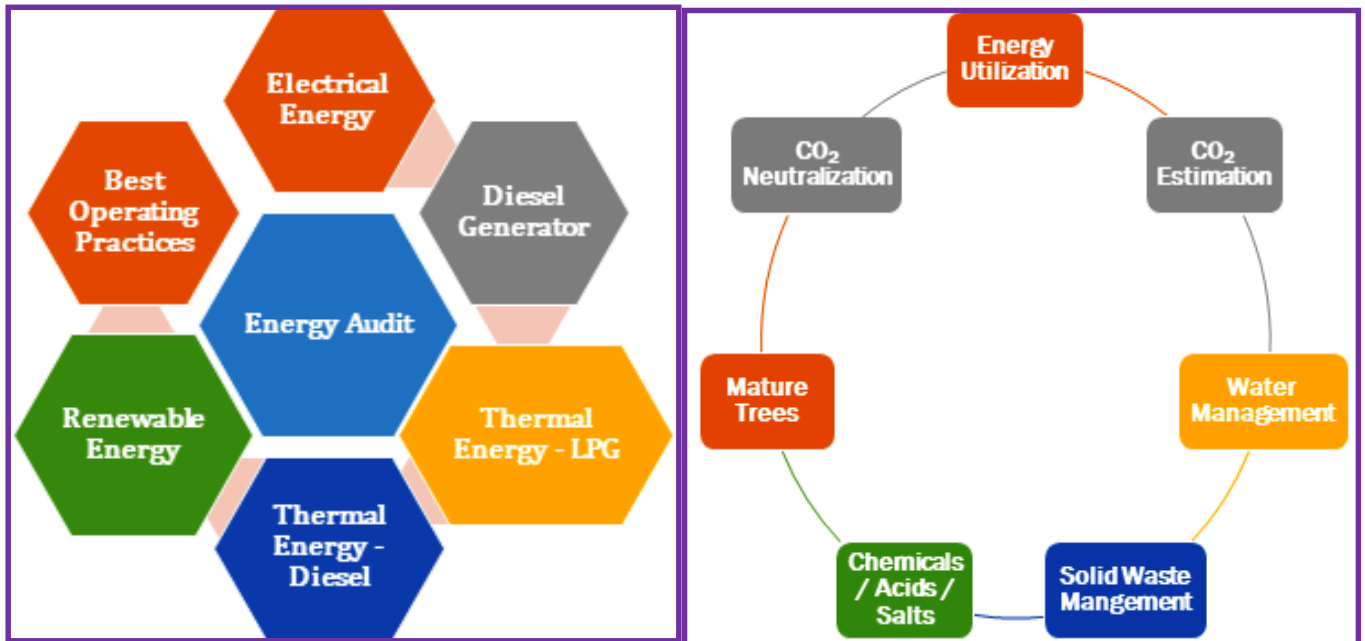 Electrical
Energy
Diesel
Generator
Thermal
Energy - LPG
Thermal
Energy -
Diesel
Renewable
Energy
Best
Operating
Practices
Energy Audit
Energy
Utilization
CO₂
Estimation
Water
Management
Solid Waste
Mangement
Chemicals
/ Acids /
Salts
Mature
Trees
CO₂
Neutralization